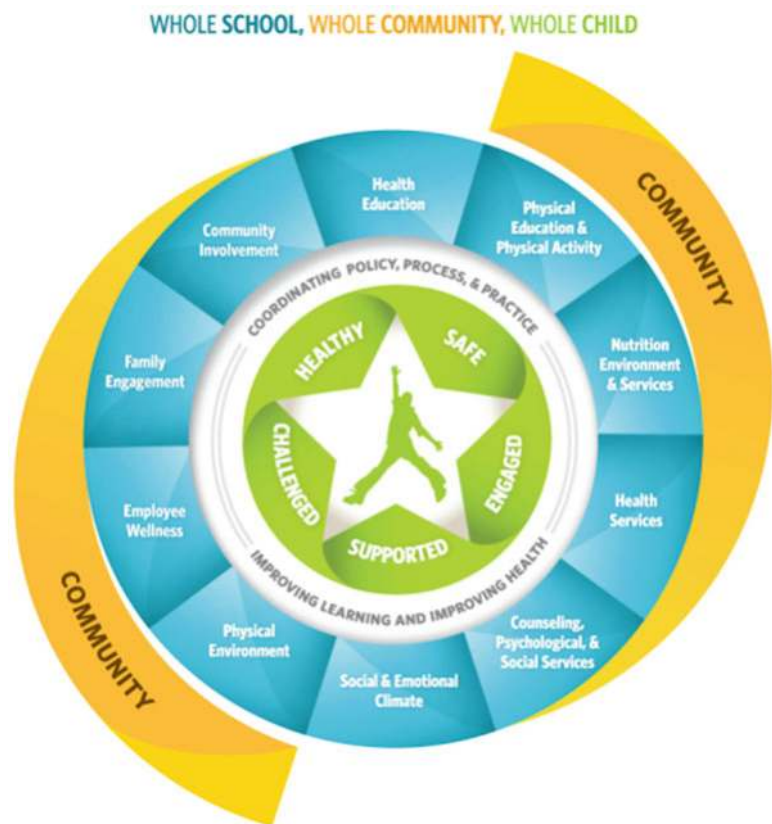 WHOLE SCHOOL, WHOLE COMMUNITY, WHOLE CHILD
COMMUNITY
Health
Education
Physical
Education &
Physical Activity
Nutrition
Environment
& Services
Health
Services
Counseling,
Psychological, &
Social Services
Social & Emotional
Climate
Physical
Environment
Employee
Wellness
Family
Engagement
Community
Involvement
COORDINATING POLICY, PROCESS, & PRACTICE
IMPROVING LEARNING AND IMPROVING HEALTH
HEALTHY
SAFE
ENGAGED
SUPPORTED
CHALLENGED
COMMUNITY